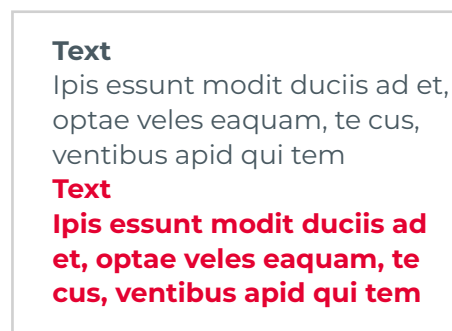 Text
Ipis essunt modit duciis ad et,
optae veles eaquam, te cus,
ventibus apid qui tem
Text
Ipis essunt modit duciis ad
et, optae veles eaquam, te
cus, ventibus apid qui tem